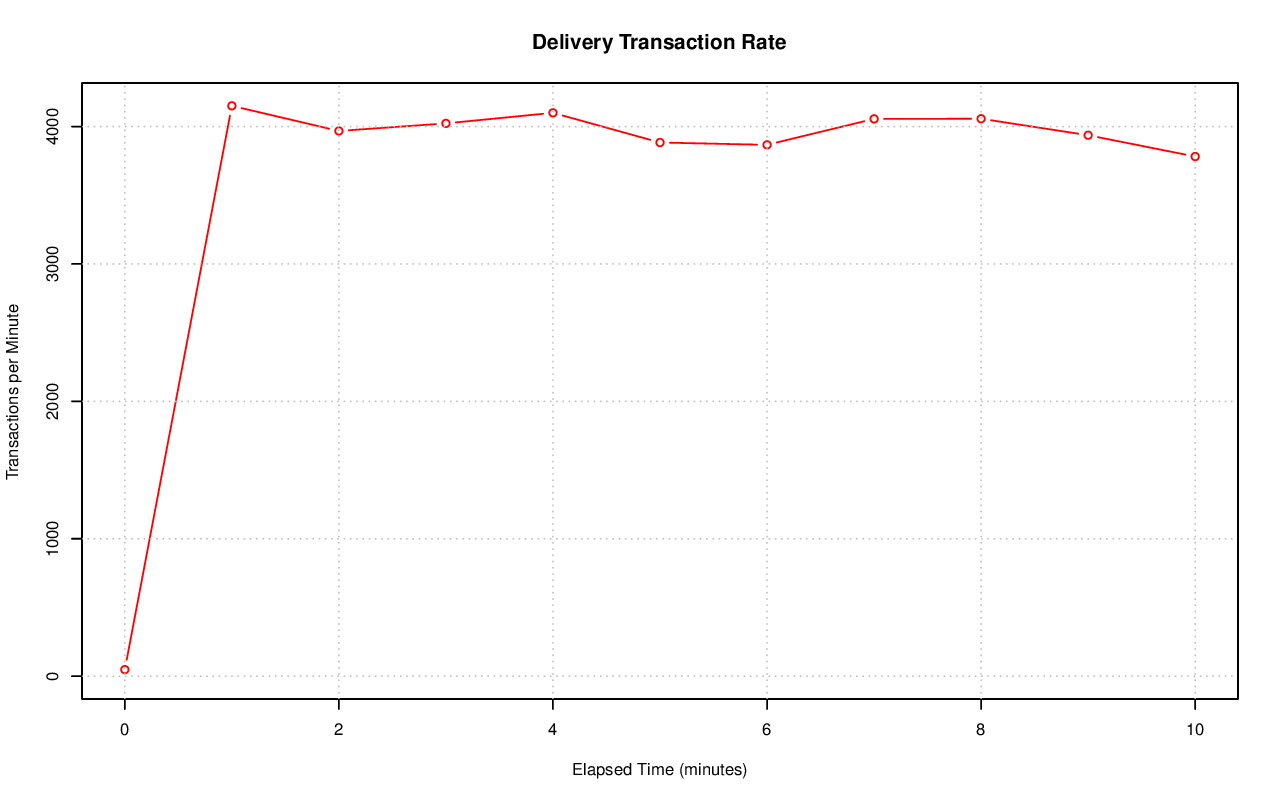 Delivery Transaction Rate
Transactions per Minute
4000
3000
2000
1000
0
0 2 4 6 8 10
Elapsed Time (minutes)